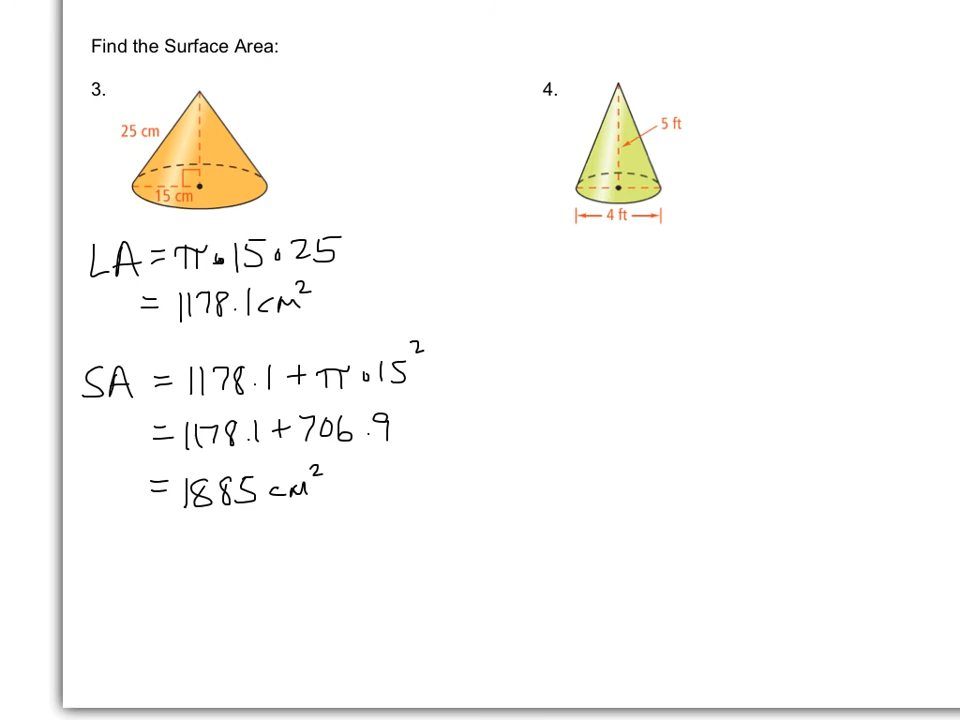 Find the Surface Area:
3.
25 cm
15 cm
LA = π · 15 · 25
= 1178.1 cm²
SA = 1178.1 + π · 15²
= 1178.1 + 706.9
= 1885 cm²
4.
5 ft
4 ft